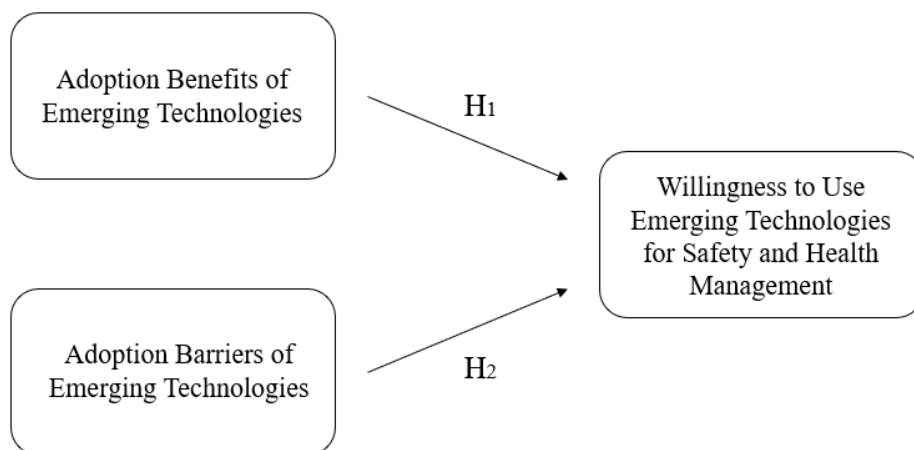 Adoption Benefits of
Emerging Technologies
H1
Willingness to Use
Emerging Technologies
for Safety and Health
Management
Adoption Barriers of
Emerging Technologies
H2